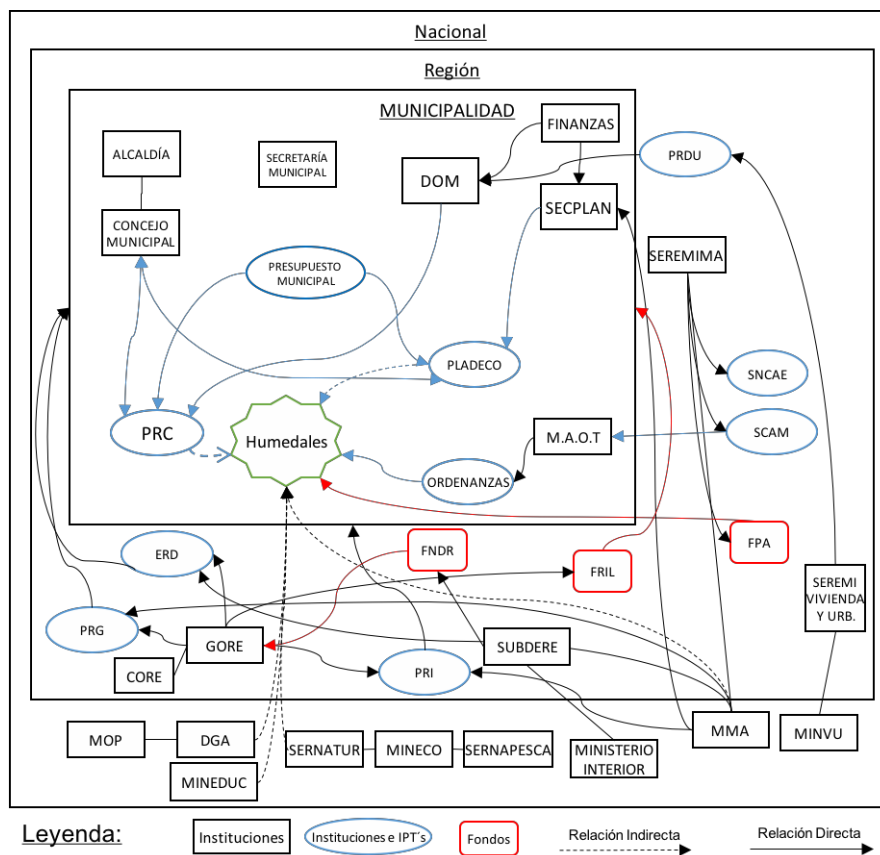 Nacional
Región
MUNICIPALIDAD
FINANZAS
ALCALDÍA
SECRETARÍA
MUNICIPAL
PRDU
DOM
SECPLAN
CONCEJO
MUNICIPAL
SEREMIMA
PRESUPUESTO
MUNICIPAL
PLADECO
SNCAE
PRC
Humedales
M.A.O.T
SCAM
ORDENANZAS
ERD
FNDR
FRIL
FPA
SEREMI
VIVIENDA
Y URB.
PRG
GORE
SUBDERE
CORE
PRI
MMA
MINVU
MOP
DGA
SERNATUR
MINECO
SERNAPESCA
MINISTERIO
INTERIOR
MINEDUC
Leyenda:
Instituciones
Instituciones e IPT´s
Fondos
Relación Indirecta
Relación Directa